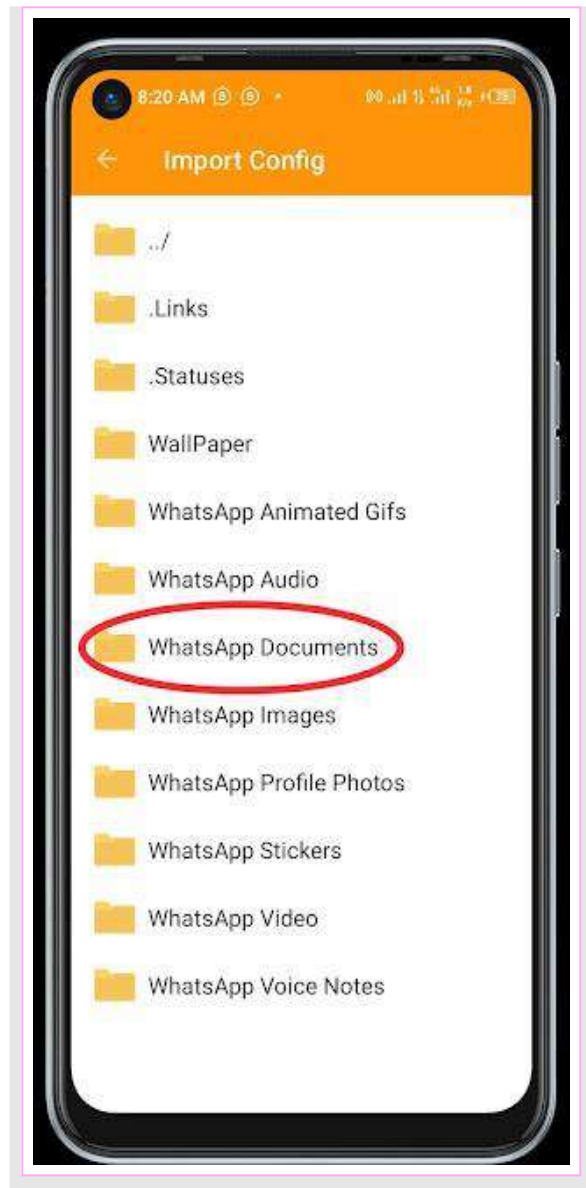 8:20 AM
Import Config
../
.Links
.Statuses
WallPaper
WhatsApp Animated Gifs
WhatsApp Audio
WhatsApp Documents
WhatsApp Images
WhatsApp Profile Photos
WhatsApp Stickers
WhatsApp Video
WhatsApp Voice Notes